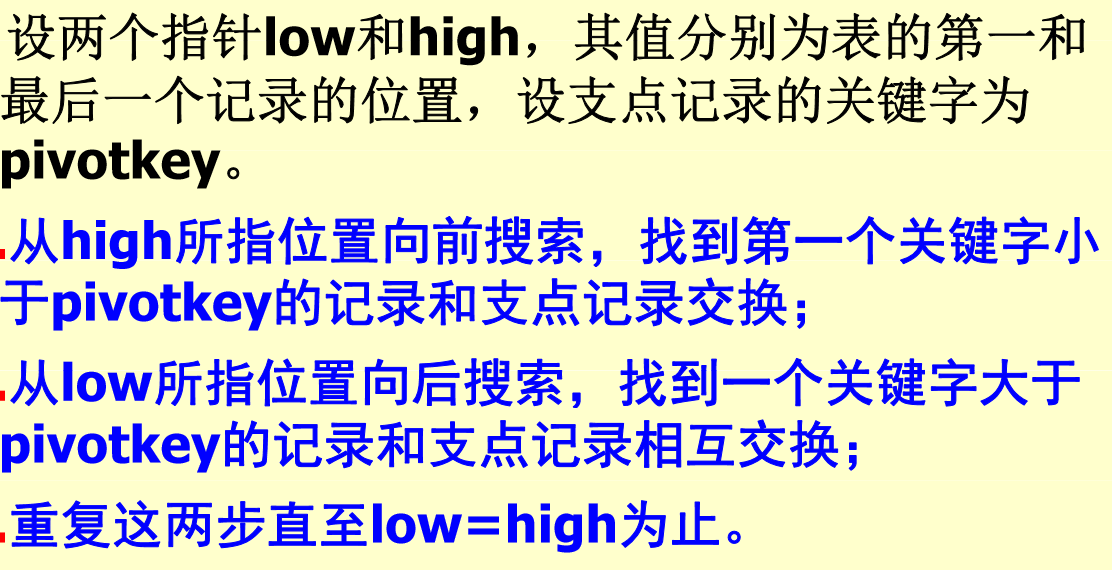 设两个指针low和high，其值分别为表的第一和
最后一个记录的位置，设支点记录的关键字为
pivotkey。
.从high所指位置向前搜索，找到第一个关键字小
于pivotkey的记录和支点记录交换；
.从low所指位置向后搜索，找到一个关键字大于
pivotkey的记录和支点记录相互交换；
.重复这两步直至low=high为止。